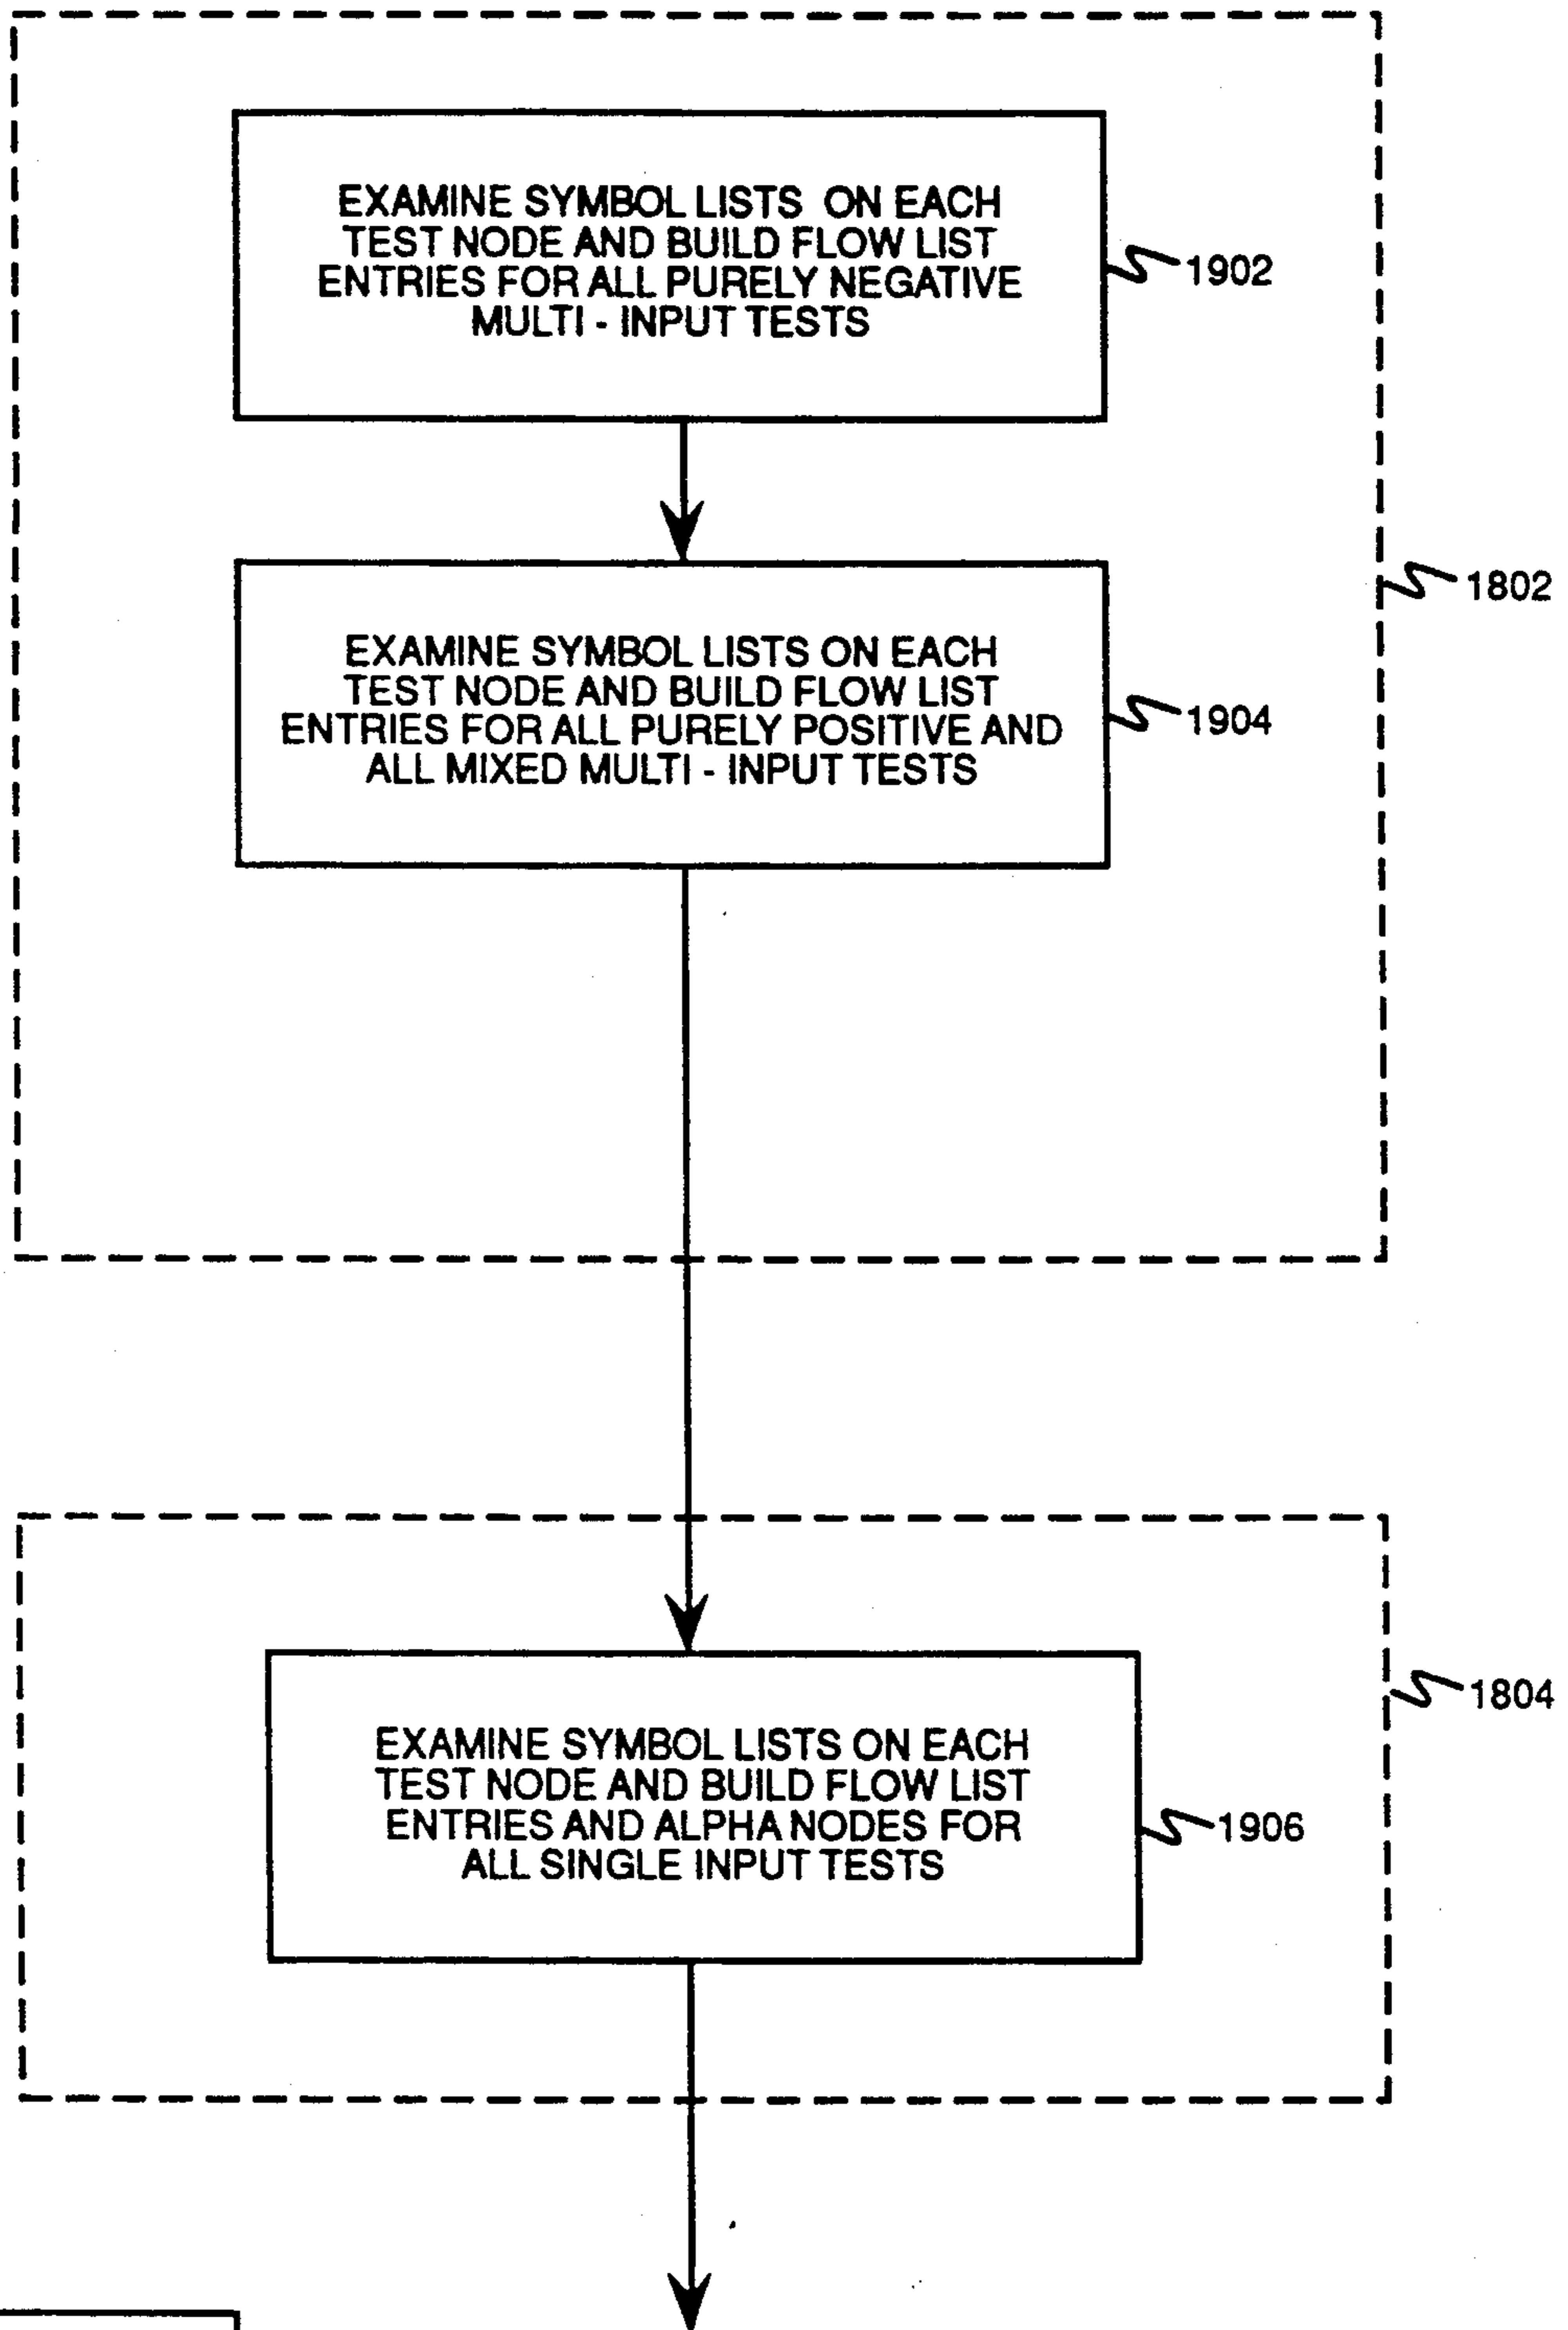 EXAMINE SYMBOL LISTS ON EACH
TEST NODE AND BUILD FLOW LIST
ENTRIES FOR ALL PURELY NEGATIVE
MULTI - INPUT TESTS
1902
1802
EXAMINE SYMBOL LISTS ON EACH
TEST NODE AND BUILD FLOW LIST
ENTRIES FOR ALL PURELY POSITIVE AND
ALL MIXED MULTI - INPUT TESTS
1904
1804
EXAMINE SYMBOL LISTS ON EACH
TEST NODE AND BUILD FLOW LIST
ENTRIES AND ALPHA NODES FOR
ALL SINGLE INPUT TESTS
1906